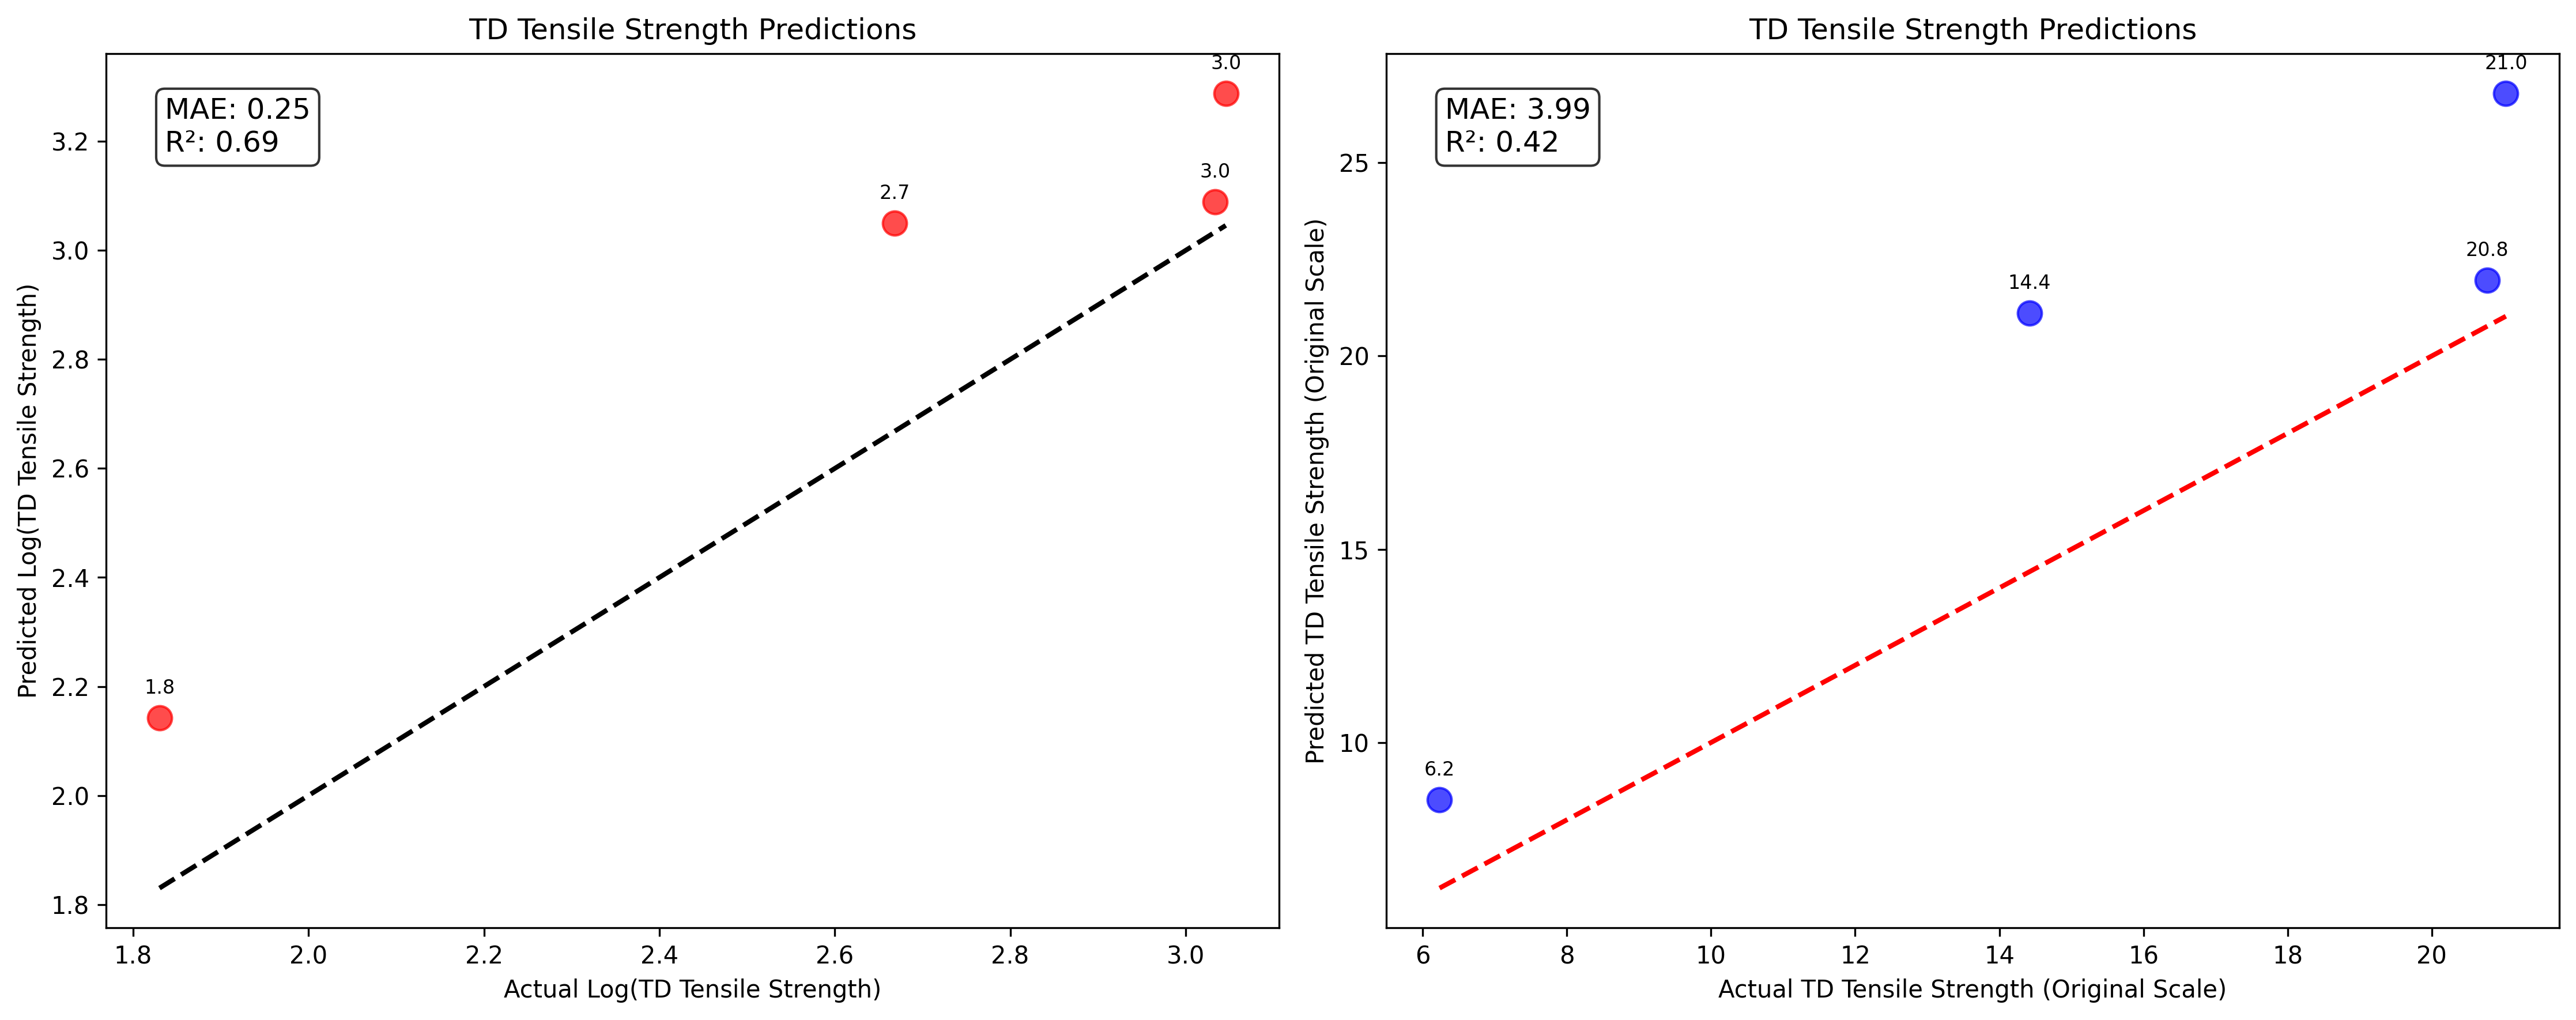 TD Tensile Strength Predictions
MAE: 0.25
R²: 0.69
3.0
3.0
2.7
1.8
3.2
3.0
2.8
2.6
2.4
2.2
2.0
1.8
Predicted Log(TD Tensile Strength)
1.8 2.0 2.2 2.4 2.6 2.8 3.0
Actual Log(TD Tensile Strength)
TD Tensile Strength Predictions
MAE: 3.99
R²: 0.42
21.0
20.8
14.4
6.2
25
20
15
10
Predicted TD Tensile Strength (Original Scale)
6 8 10 12 14 16 18 20
Actual TD Tensile Strength (Original Scale)